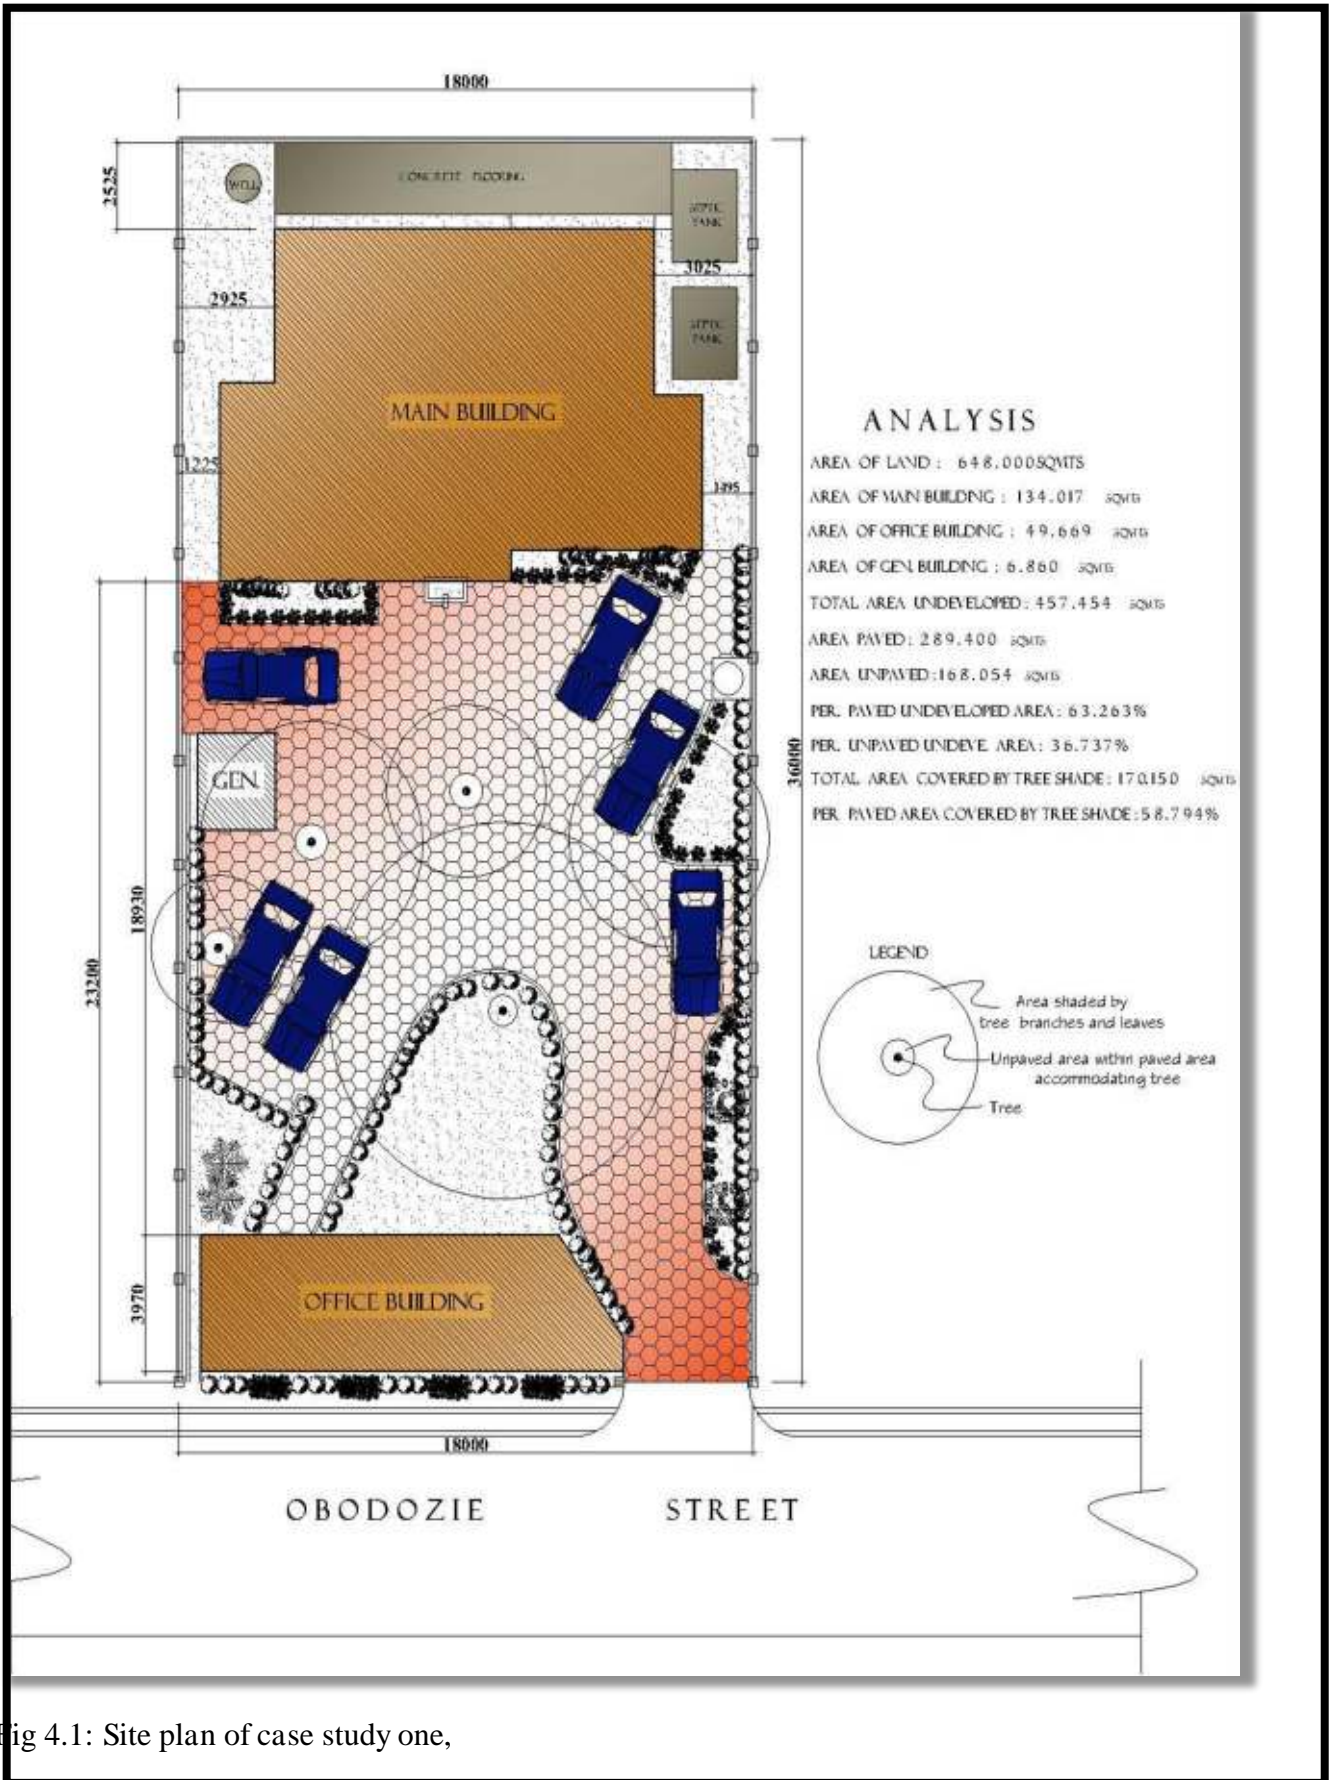 18000
2525
WELL
CONCRETE FLOORING
SEPTIC
TANK
3025
2925
SEPTIC
TANK
MAIN BUILDING
1225
1495
ANALYSIS
AREA OF LAND : 648.000SQMTS
AREA OF MAIN BUILDING : 134.017 SQMTS
AREA OF OFFICE BUILDING : 49.669 SQMTS
AREA OF GEN. BUILDING : 6.860 SQMTS
TOTAL AREA UNDEVELOPED : 457.454 SQMTS
AREA PAVED : 289.400 SQMTS
AREA UNPAVED :168.054 SQMTS
PER. PAVED UNDEVELOPED AREA : 63.263%
PER. UNPAVED UNDEVE. AREA : 36.737%
TOTAL AREA COVERED BY TREE SHADE : 170.150 SQMTS
PER. PAVED AREA COVERED BY TREE SHADE :58.794%
36000
GEN.
18930
23200
LEGEND
Area shaded by
tree branches and leaves
Unpaved area within paved area
accommodating tree
Tree
3970
OFFICE BUILDING
18000
OBODOZIE STREET
Fig 4.1: Site plan of case study one,